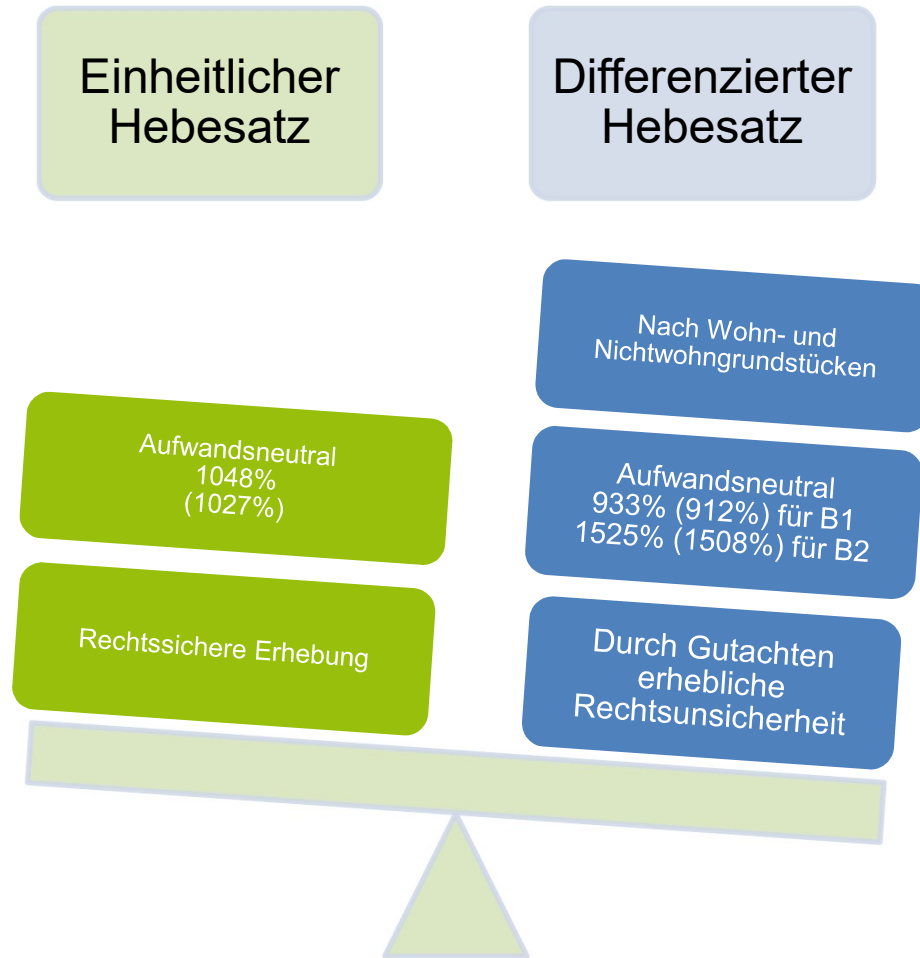 Einheitlicher
Hebesatz
Differenzierter
Hebesatz
Aufwandsneutral
1048%
(1027%)
Rechtssichere Erhebung
Nach Wohn- und
Nichtwohngrundstücken
Aufwandsneutral
933% (912%) für B1
1525% (1508%) für B2
Durch Gutachten
erhebliche
Rechtsunsicherheit